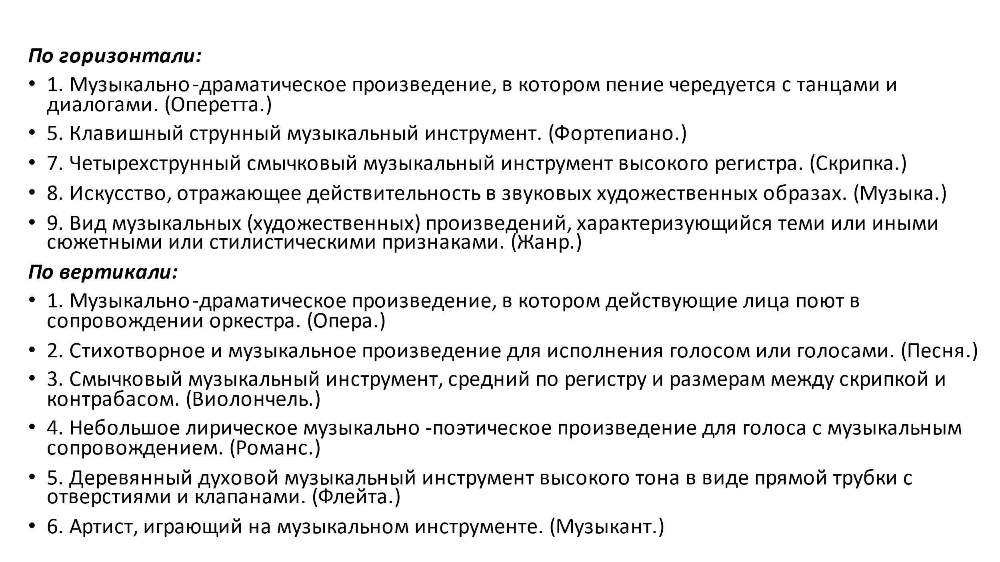 По горизонтали:
• 1. Музыкально-драматическое произведение, в котором пение чередуется с танцами и
диалогами. (Оперетта.)
• 5. Клавишный струнный музыкальный инструмент. (Фортепиано.)
• 7. Четырехструнный смычковый музыкальный инструмент высокого регистра. (Скрипка.)
• 8. Искусство, отражающее действительность в звуковых художественных образах. (Музыка.)
• 9. Вид музыкальных (художественных) произведений, характеризующийся теми или иными
сюжетными или стилистическими признаками. (Жанр.)
По вертикали:
• 1. Музыкально-драматическое произведение, в котором действующие лица поют в
сопровождении оркестра. (Опера.)
• 2. Стихотворное и музыкальное произведение для исполнения голосом или голосами. (Песня.)
• 3. Смычковый музыкальный инструмент, средний по регистру и размерам между скрипкой и
контрабасом. (Виолончель.)
• 4. Небольшое лирическое музыкально -поэтическое произведение для голоса с музыкальным
сопровождением. (Романс.)
• 5. Деревянный духовой музыкальный инструмент высокого тона в виде прямой трубки с
отверстиями и клапанами. (Флейта.)
• 6. Артист, играющий на музыкальном инструменте. (Музыкант.)